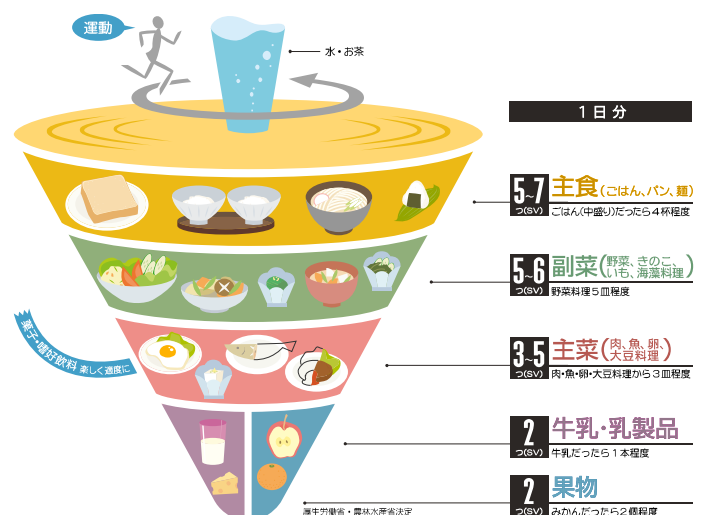 運動
水・お茶
1日分
5~7
つ(SV)
主食(ごはん、パン、麺)
ごはん(中盛り)だったら4杯程度
5~6
つ(SV)
副菜(野菜、きのこ、
いも、海藻料理)
野菜料理5皿程度
菓子・嗜好飲料 楽しく適度に
3~5
つ(SV)
主菜(肉、魚、卵、
大豆料理)
肉・魚・卵・大豆料理から3皿程度
2
つ(SV)
牛乳・乳製品
牛乳だったら1本程度
2
つ(SV)
果物
みかんだったら2個程度
厚生労働省・農林水産省決定